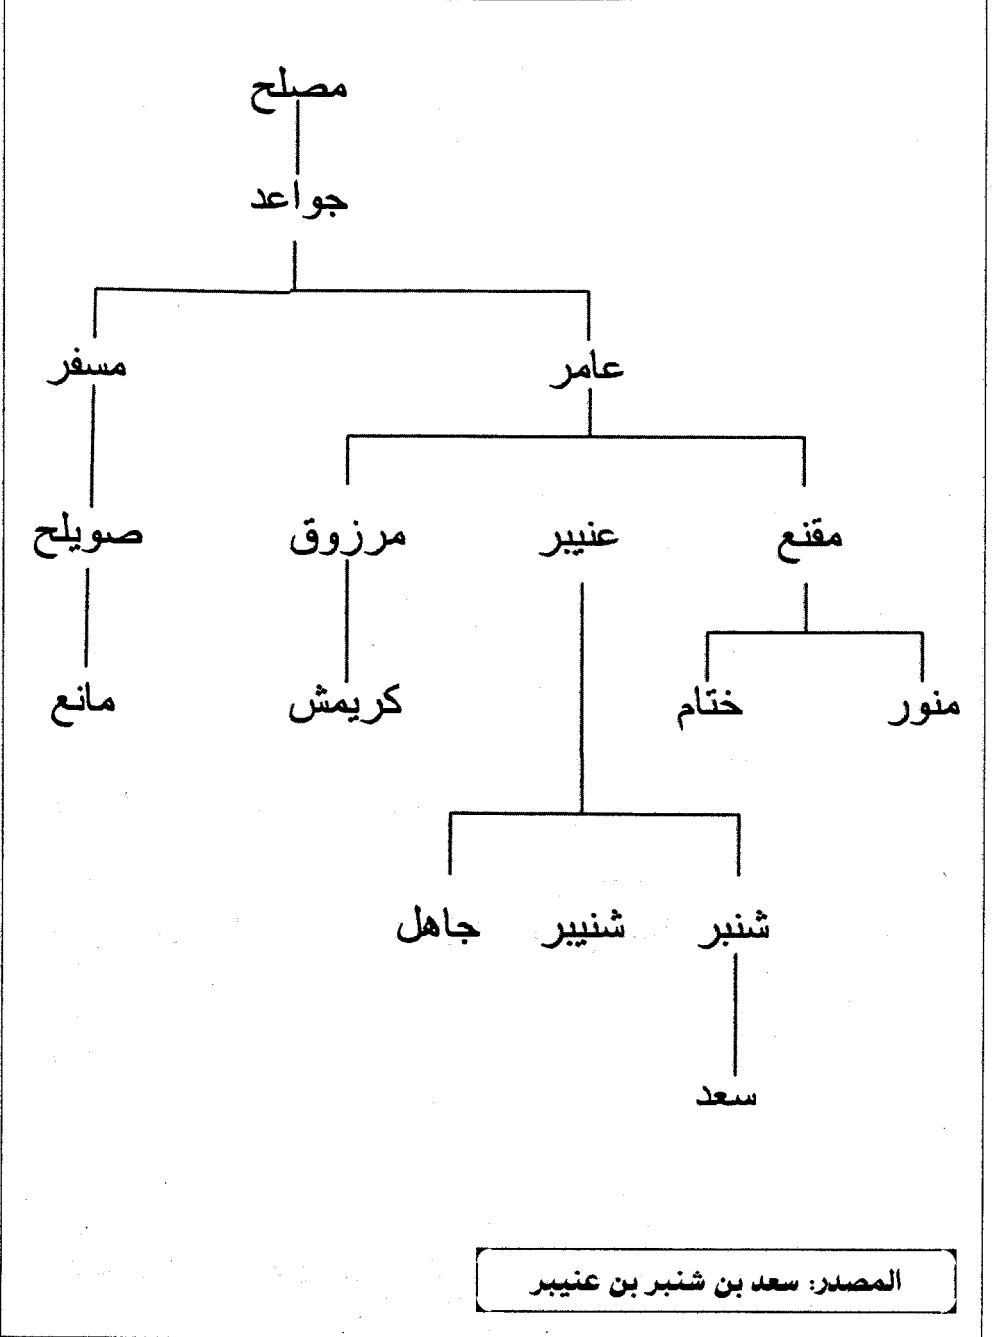 مصلح
جواعد
عامر مسفر
مقنع عنيبر مرزوق صويلح
منور ختام كريمش مانع
شنبر شنيبر جاهل
سعد
المصدر: سعد بن شنبر بن عنيبر